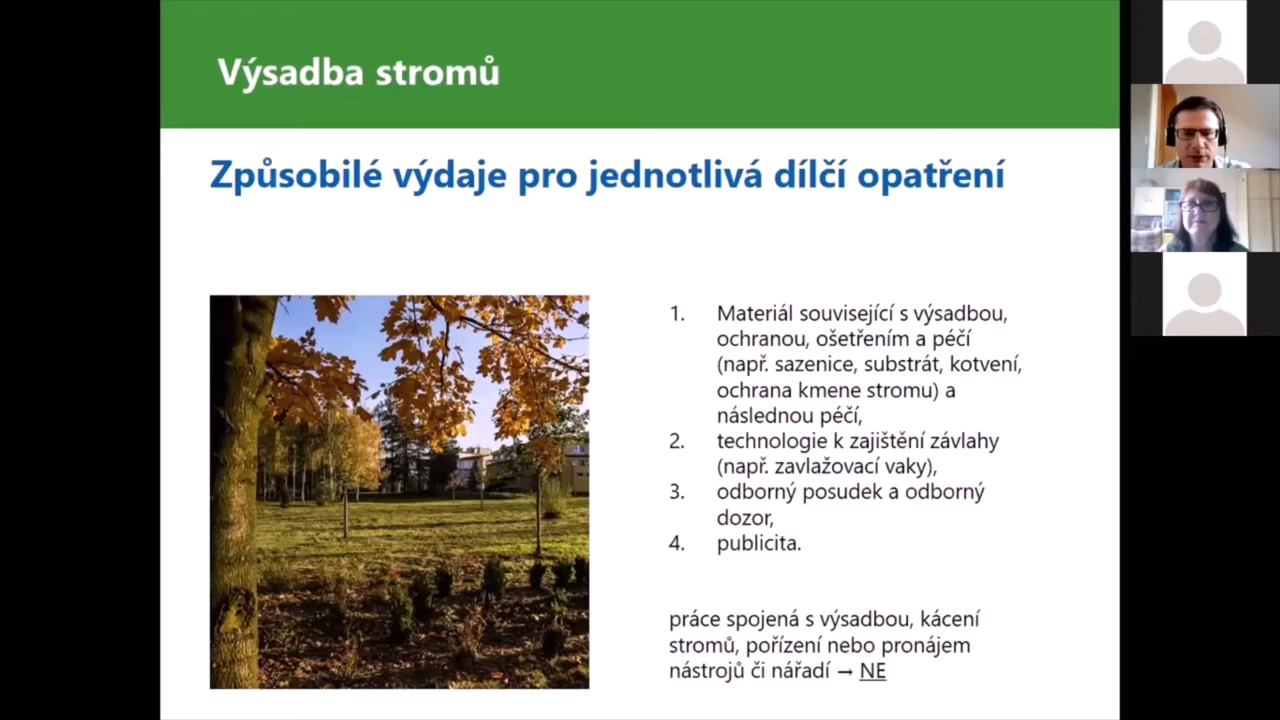 Výsadba stromů
Způsobilé výdaje pro jednotlivá dílčí opatření
1. Materiál související s výsadbou,
ochranou, ošetřením a péčí
(např. sazenice, substrát, kotvení,
ochrana kmene stromu) a
následnou péčí,
2. technologie k zajištění závlahy
(např. zavlažovací vaky),
3. odborný posudek a odborný
dozor,
4. publicita.
práce spojená s výsadbou, kácení
stromů, pořízení nebo pronájem
nástrojů či nářadí → NE